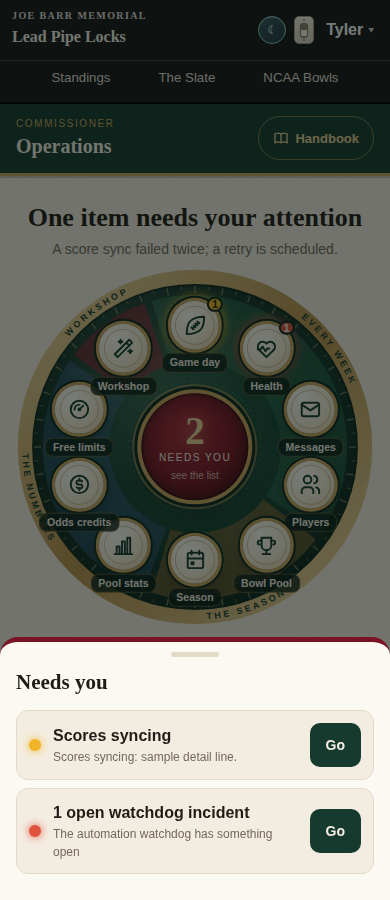 JOE BARR MEMORIAL
Lead Pipe Locks
Tyler
Standings
The Slate
NCAA Bowls
COMMISSIONER
Operations
Handbook
One item needs your attention
A score sync failed twice; a retry is scheduled.
WORKSHOP
EVERY WEEK
1
1
Game day
Workshop
Health
Free limits
Messages
2
NEEDS YOU
see the list
THE NUMBERS
Odds credits
Players
Pool stats
Season
Bowl Pool
THE SEASON
Needs you
Scores syncing
Scores syncing: sample detail line.
Go
1 open watchdog incident
The automation watchdog has something
open
Go